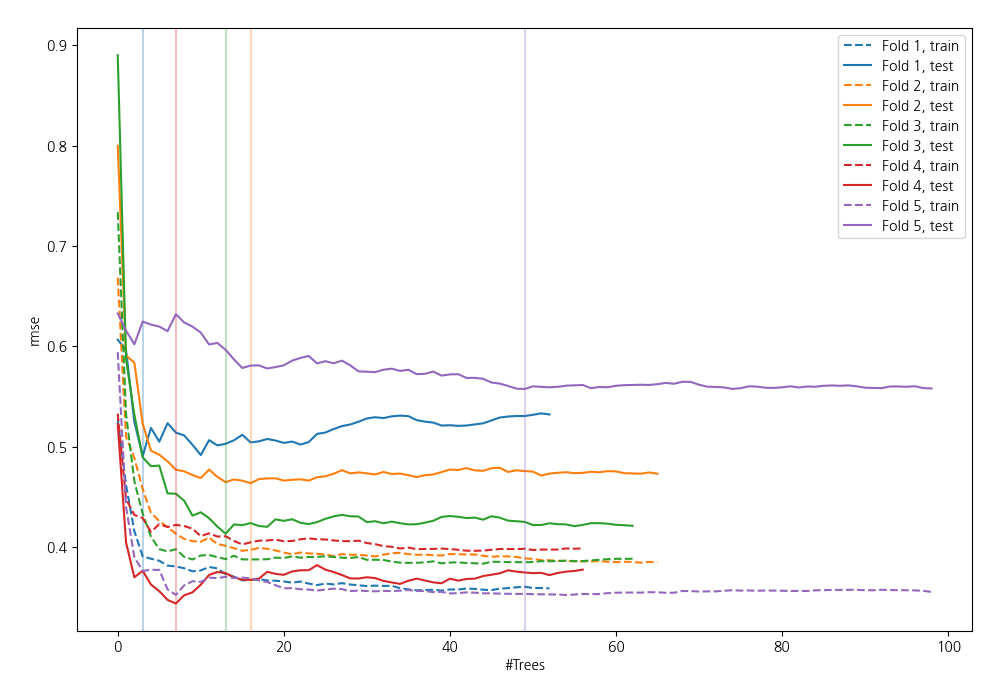 0.9
0.8
0.7
0.6
0.5
0.4
rmse
0
20
40
60
80
100
#Trees
Fold 1, train
Fold 1, test
Fold 2, train
Fold 2, test
Fold 3, train
Fold 3, test
Fold 4, train
Fold 4, test
Fold 5, train
Fold 5, test